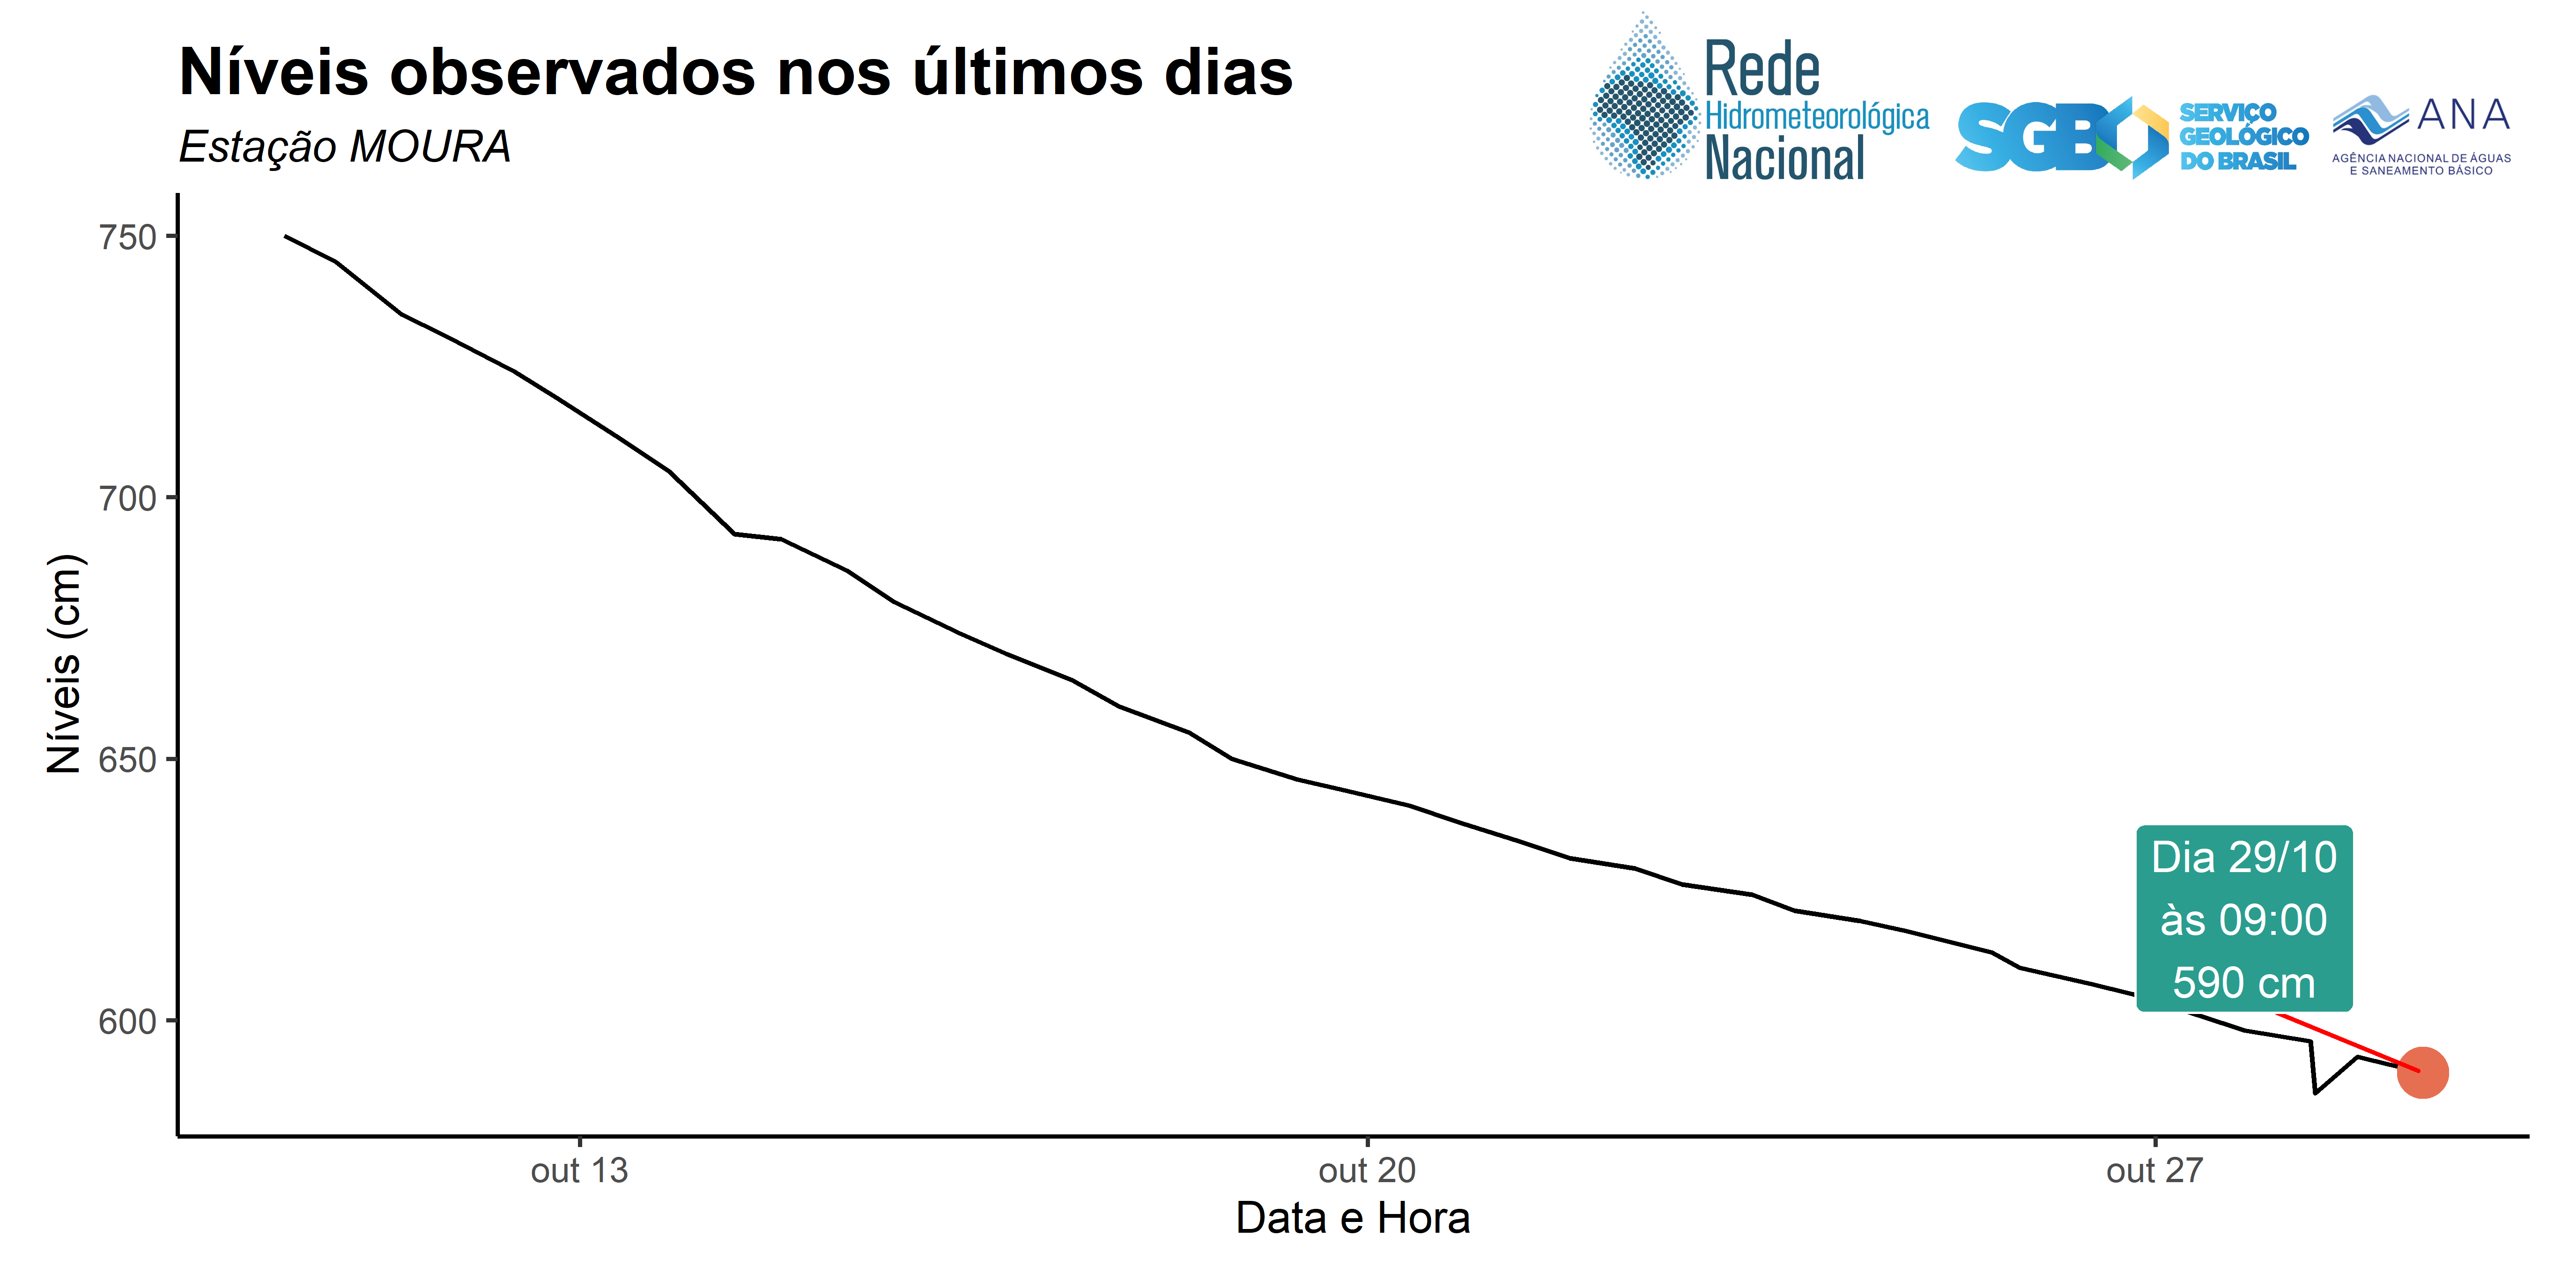 Níveis observados nos últimos dias
Estação MOURA
Rede
Hidrometeorológica
Nacional
SGB
SERVIÇO
GEOLÓGICO
DO BRASIL
ANA
AGÊNCIA NACIONAL DE ÁGUAS
E SANEAMENTO BÁSICO
Níveis (cm)
750
700
650
600
Dia 29/10
às 09:00
590 cm
out 13
out 20
out 27
Data e Hora